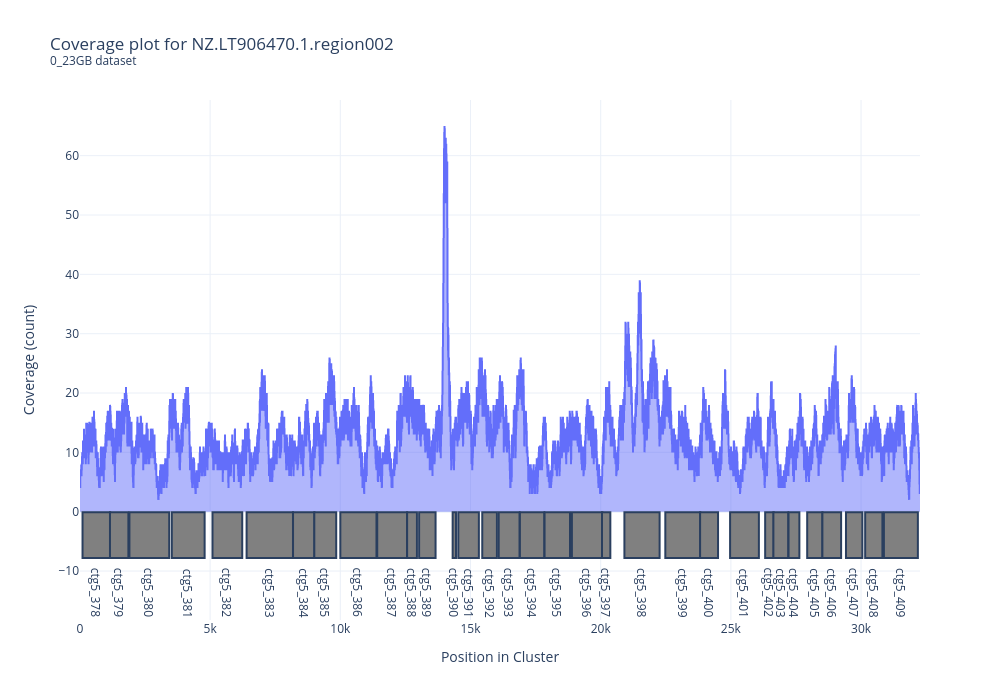 Coverage plot for NZ.LT906470.1.region002
0_23GB dataset
Coverage (count)
60
50
40
30
20
10
0
−10
ctg5_378
ctg5_379
ctg5_380
ctg5_381
ctg5_382
ctg5_383
ctg5_384
ctg5_385
ctg5_386
ctg5_387
ctg5_388
ctg5_389
ctg5_390
ctg5_391
ctg5_392
ctg5_393
ctg5_394
ctg5_395
ctg5_396
ctg5_397
ctg5_398
ctg5_399
ctg5_400
ctg5_401
ctg5_402
ctg5_403
ctg5_404
ctg5_405
ctg5_406
ctg5_407
ctg5_408
ctg5_409
0 5k 10k 15k 20k 25k 30k
Position in Cluster